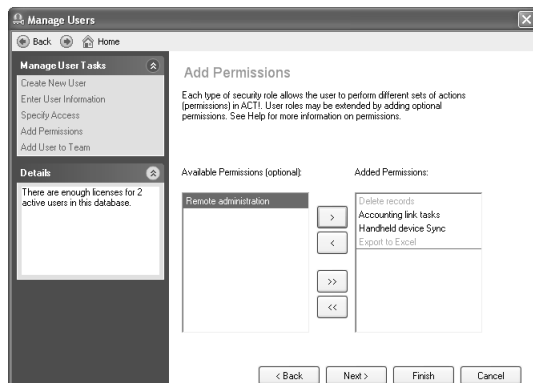 Manage Users
Back Home
Manage User Tasks
Create New User
Enter User Information
Specify Access
Add Permissions
Add User to Team
Details
There are enough licenses for 2
active users in this database.
Add Permissions
Each type of security role allows the user to perform different sets of actions
(permissions) in ACT!. User roles may be extended by adding optional
permissions. See Help for more information on permissions.
Available Permissions (optional):
Remote administration
>
<
>>
<<
Added Permissions:
Delete records
Accounting link tasks
Handheld device Sync
Export to Excel
< Back
Next >
Finish
Cancel